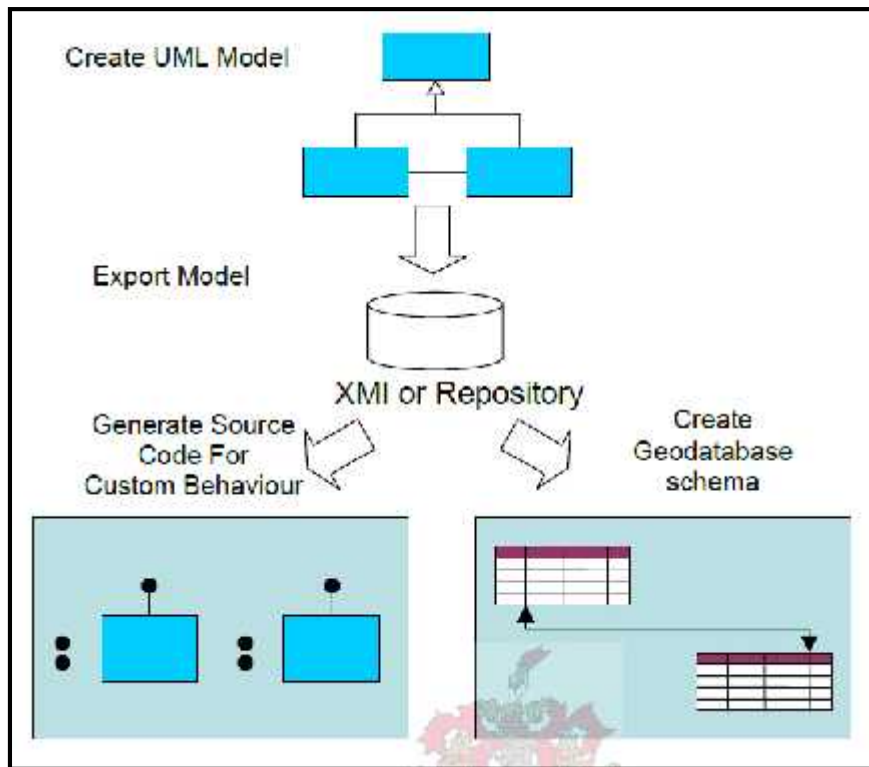 Create UML Model
Export Model
XMI or Repository
Generate Source
Code For
Custom Behaviour
Create
Geodatabase
schema